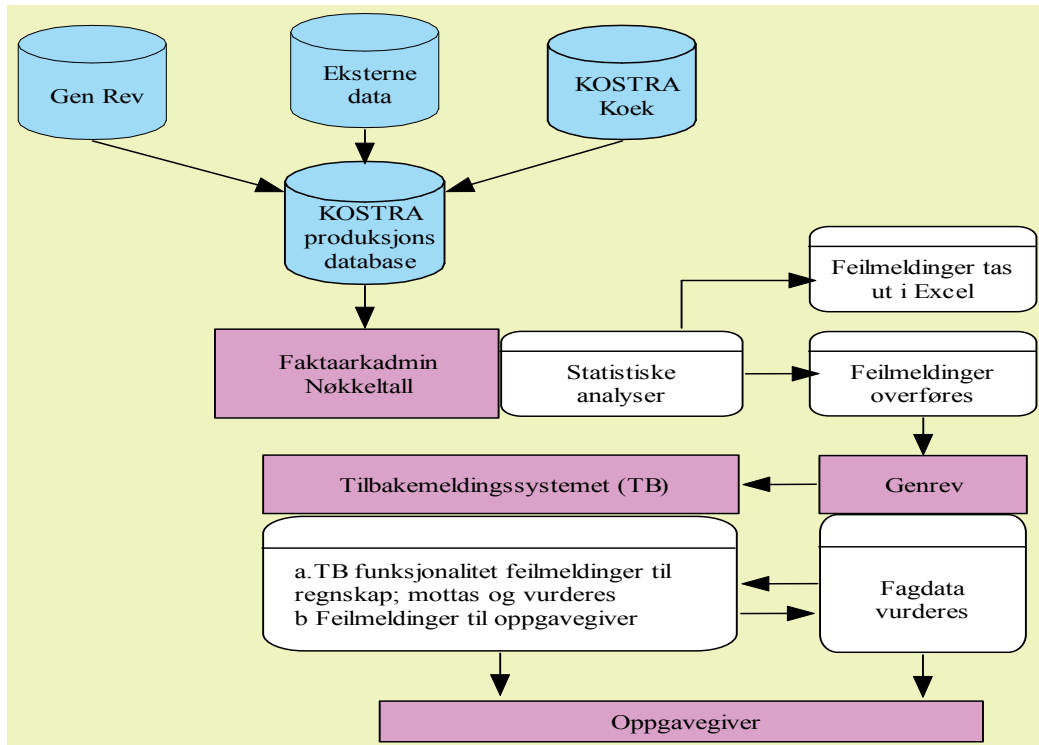 Gen Rev
Eksterne
data
KOSTRA
Koek
KOSTRA
produksjons
database
Feilmeldinger tas
ut i Excel
Faktaarkadmin
Nøkkeltall
Statistiske
analyser
Feilmeldinger
overføres
Tilbakemeldingssystemet (TB)
Genrev
a.TB funksjonalitet feilmeldinger til
regnskap; mottas og vurderes
b Feilmeldinger til oppgavegiver
Fagdata
vurderes
Oppgavegiver